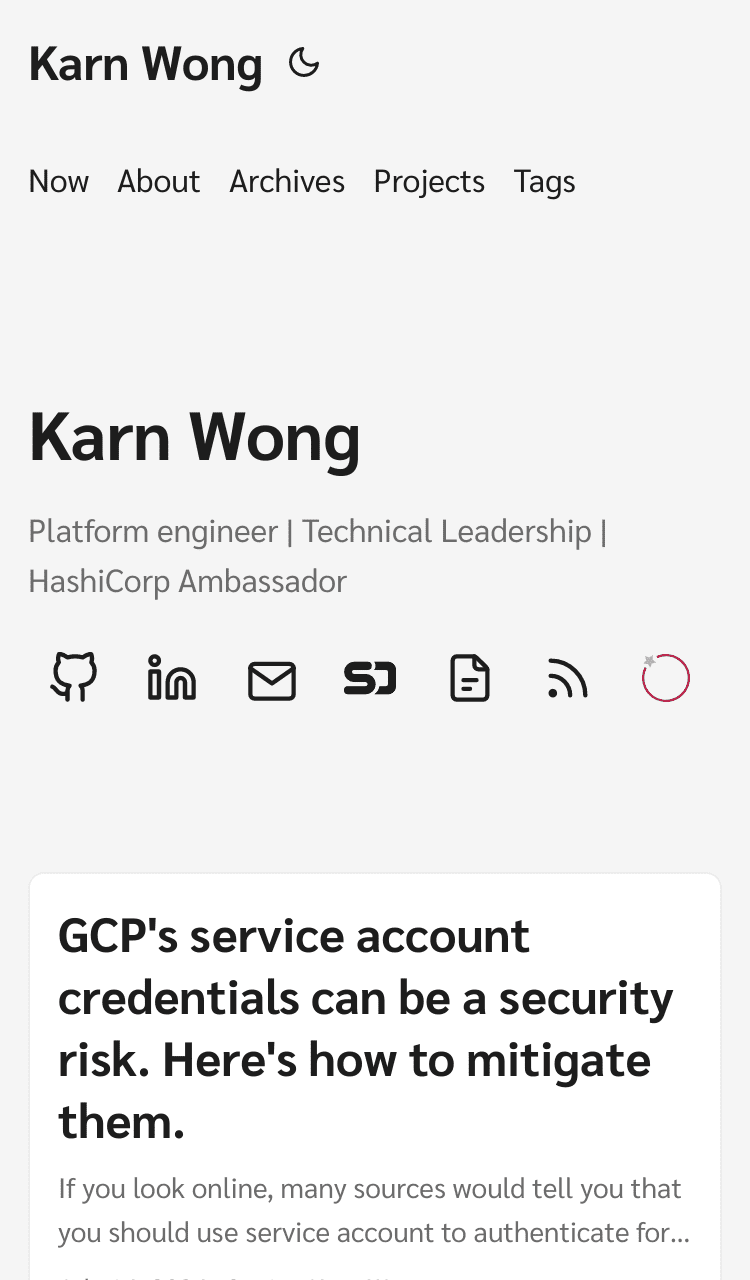 Karn Wong
Now About Archives Projects Tags
Karn Wong
Platform engineer | Technical Leadership |
HashiCorp Ambassador
GCP's service account
credentials can be a security
risk. Here's how to mitigate
them.
If you look online, many sources would tell you that
you should use service account to authenticate for...